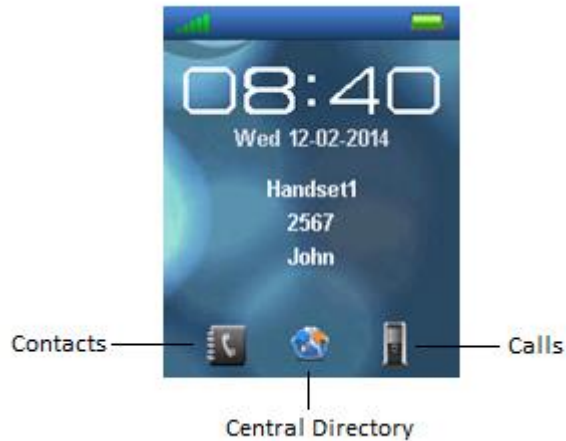 08:40
Wed 12-02-2014
Handset1
2567
John
Contacts
Calls
Central Directory